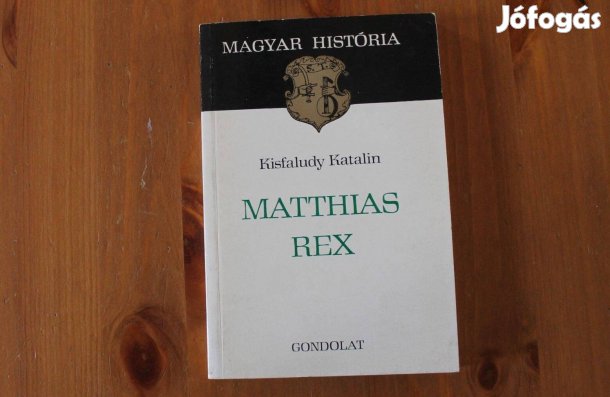 Jófogás
MAGYAR HISTÓRIA
Kisfaludy Katalin
MATTHIAS
REX
GONDOLAT